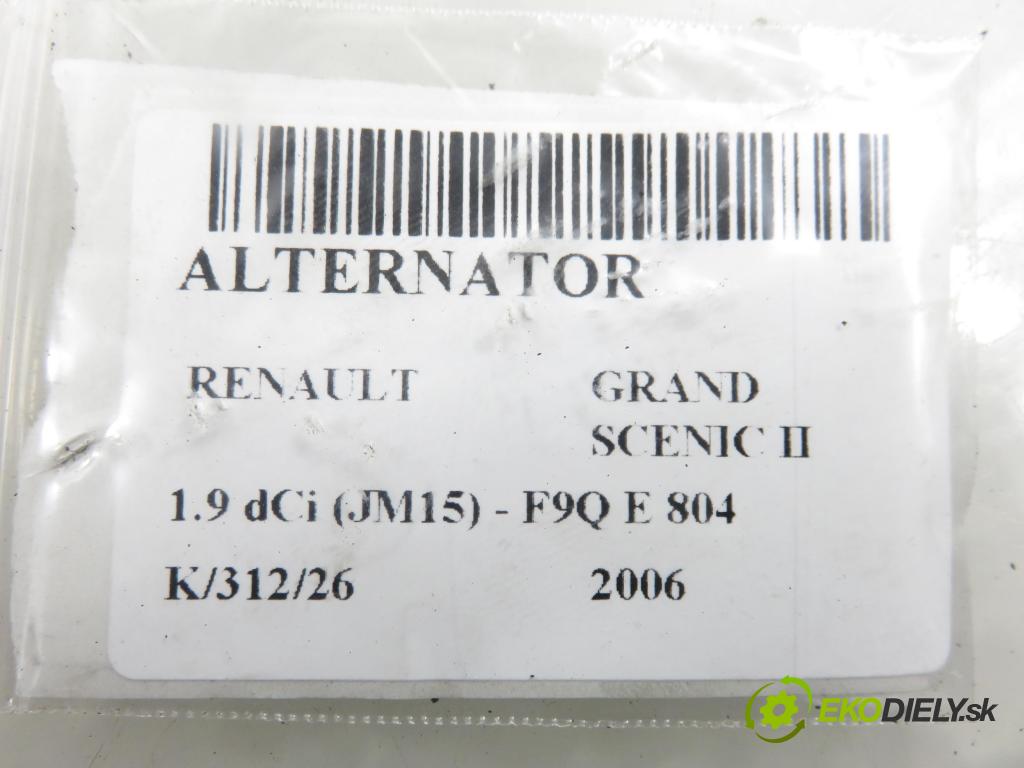 ALTERNATOR
RENAULT
GRAND
SCENIC II
1.9 dCi (JM15) - F9Q E 804
K/312/26
2006
EKODIELY.sk